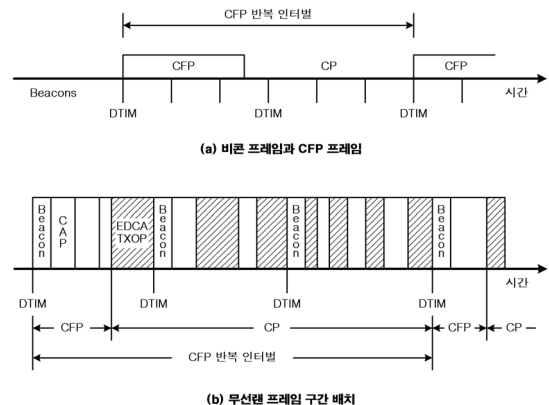 CFP 반복 인터벌
CFP
CP
CFP
Beacons
시간
DTIM
DTIM
DTIM
(a) 비콘 프레임과 CFP 프레임
Beacon
CAP
EDCA
TXOP
Beacon
Beacon
Beacon
시간
DTIM
DTIM
DTIM
DTIM
CFP
CP
CFP
CP
CFP 반복 인터벌
(b) 무선랜 프레임 구간 배치